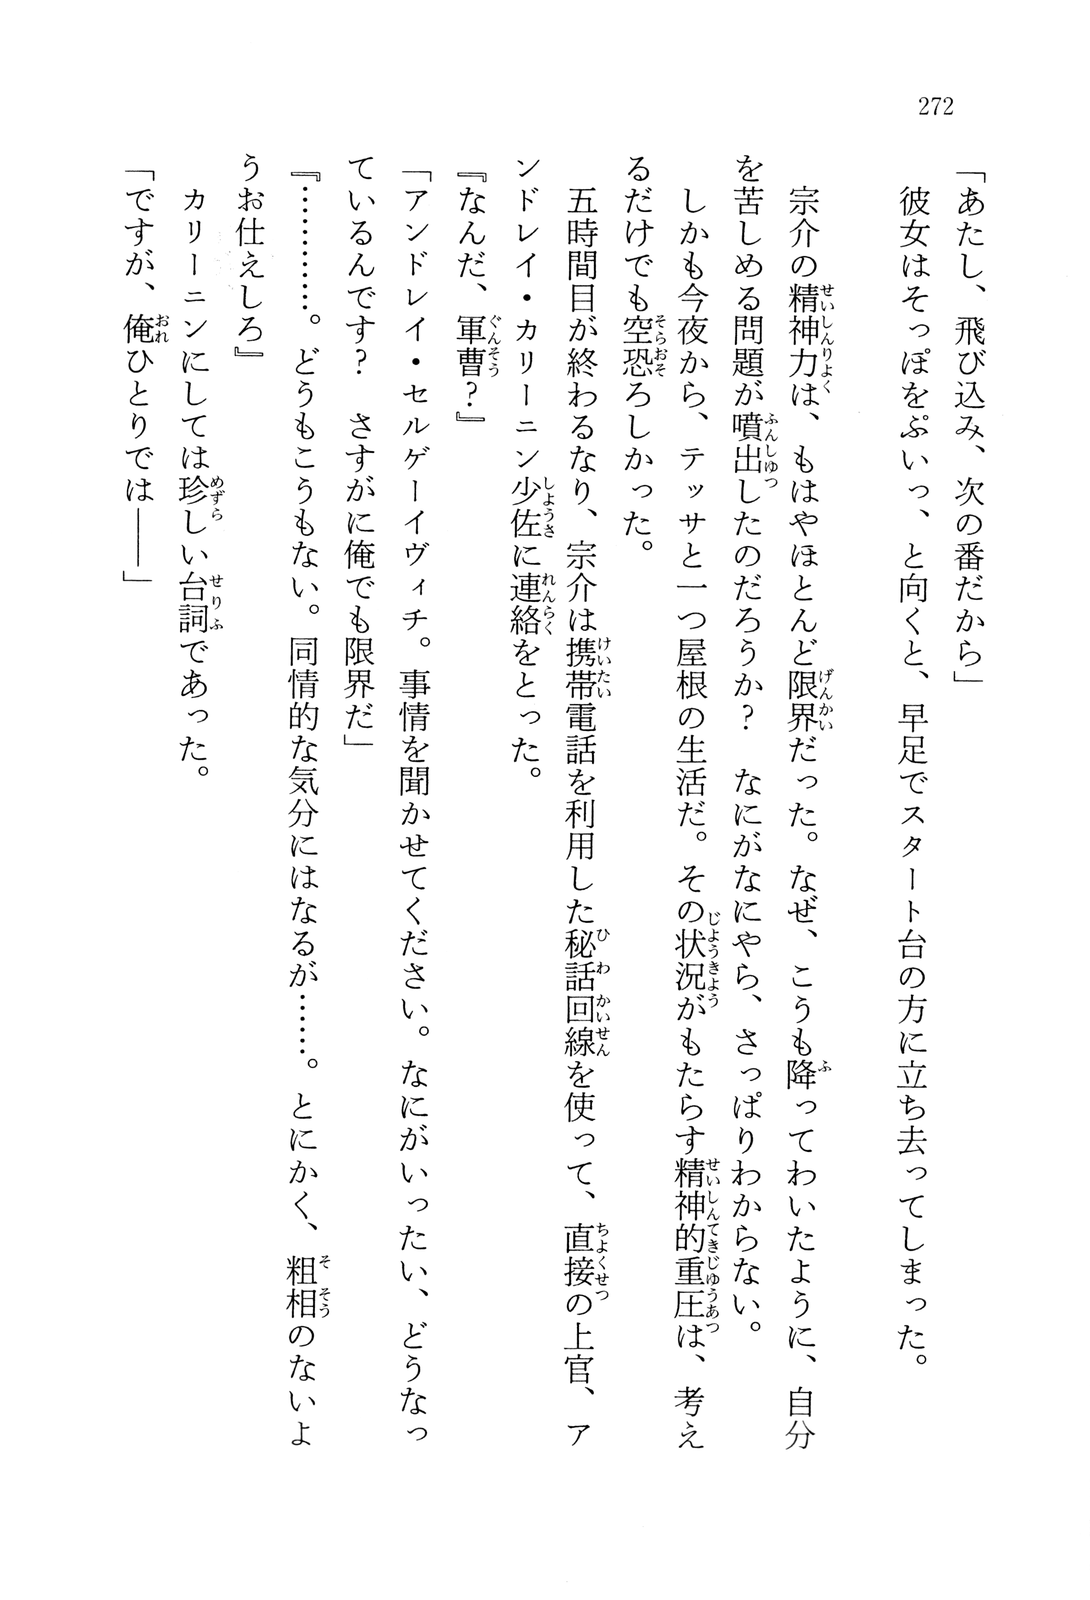 272
「あたし、飛び込み、次の番だから」
彼女はそっぽをぷいっ、と向くと、早足でスタート台の方に立ち去ってしまった。
宗介の精神力は、もはやほとんど限界だった。なぜ、こうも降ってわいたように、自分
を苦しめる問題が噴出したのだろうか？　なにがなにやら、さっぱりわからない。
しかも今夜から、テッサと一つ屋根の生活だ。その状況がもたらす精神的重圧は、考え
るだけでも空恐ろしかった。
五時間目が終わるなり、宗介は携帯電話を利用した秘話回線を使って、直接の上官、ア
ンドレイ・カリーニン少佐に連絡をとった。
『なんだ、軍曹？』
「アンドレイ・セルゲーイヴィチ。事情を聞かせてください。なにがいったい、どうなっ
ているんです？　さすがに俺でも限界だ」
『…………。どうもこうもない。同情的な気分にはなるが……。とにかく、粗相のないよ
うお仕えしろ』
カリーニンにしては珍しい台詞であった。
「ですが、俺ひとりでは――」